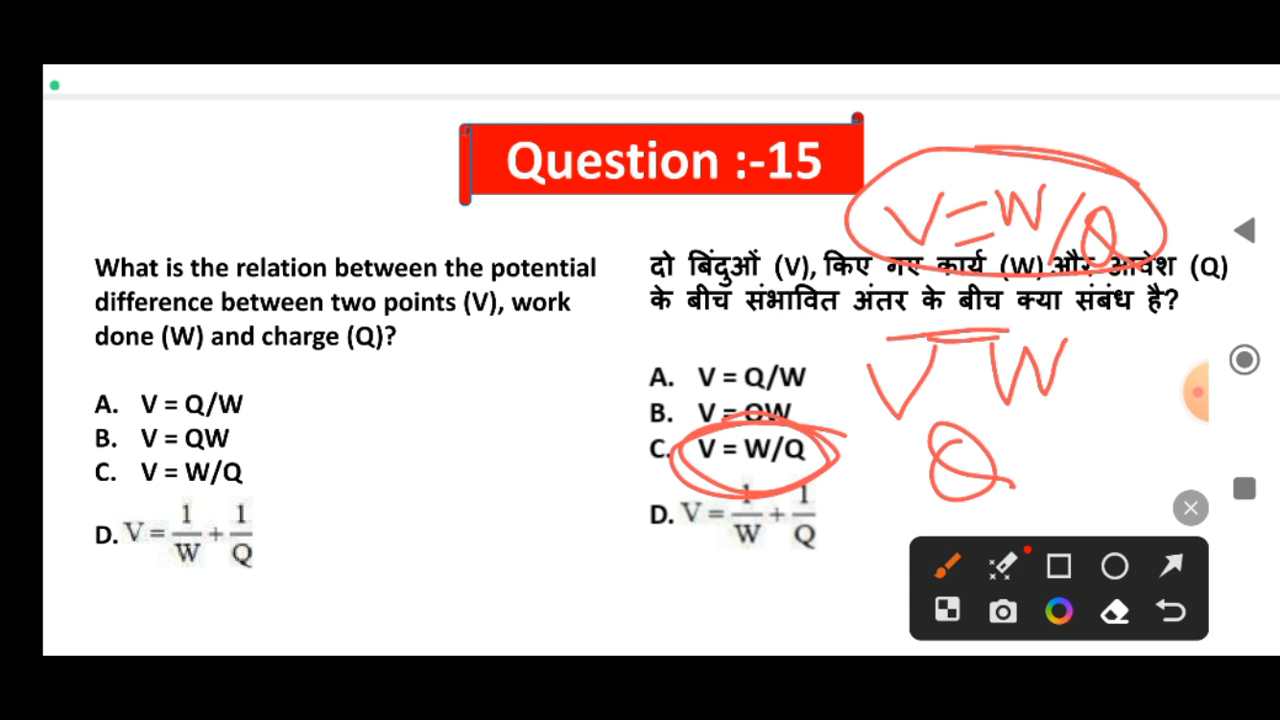 Question :-15
V=W/Q
What is the relation between the potential
difference between two points (V), work
done (W) and charge (Q)?
A. V = Q/W
B. V = QW
C. V = W/Q
D. V = 1/W + 1/Q
दो बिंदुओं (V), किए गए कार्य (W) और आवेश (Q)
के बीच संभावित अंतर के बीच क्या संबंध है?
A. V = Q/W
B. V = QW
C. V = W/Q
D. V = 1/W + 1/Q
V W
Q